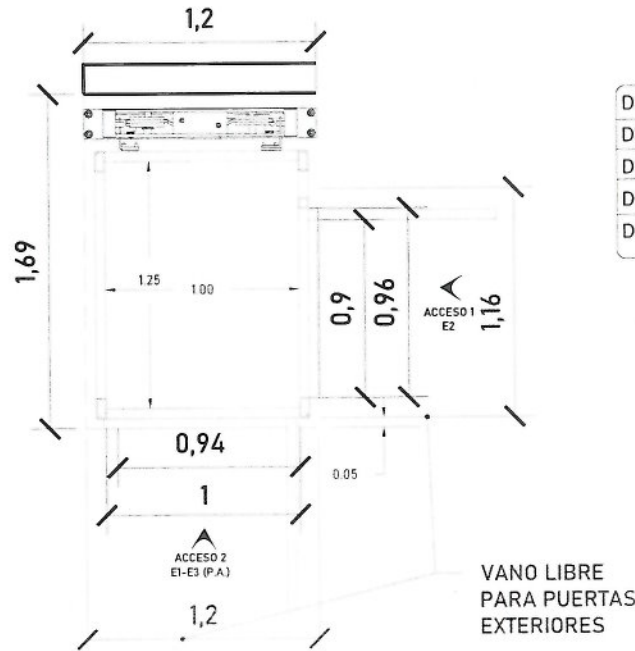 1,2
D
D
D
D
D
1,69
1.25
1.00
0,9
0,96
ACCESO 1
E2
1,16
0,94
0.05
1
ACCESO 2
E1-E3 (P.A.)
1,2
VANO LIBRE
PARA PUERTAS
EXTERIORES